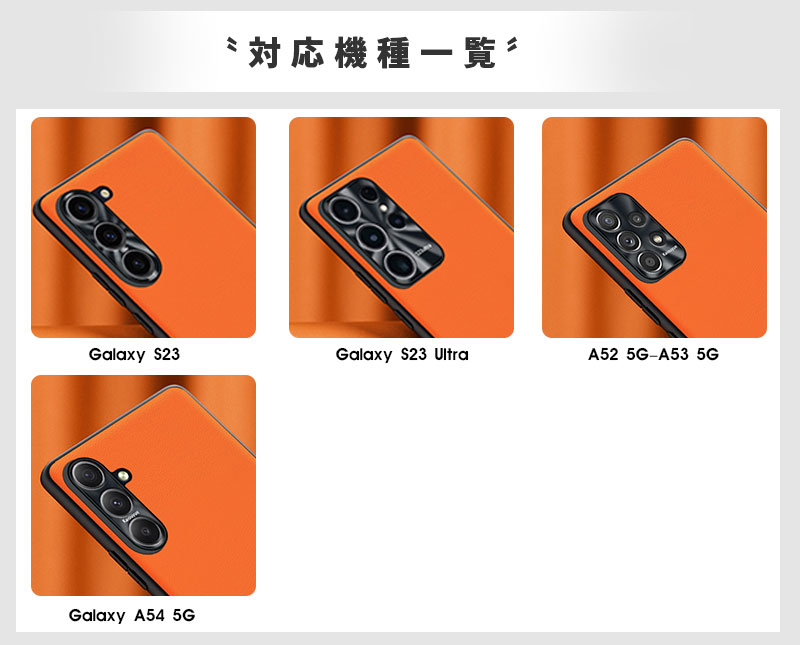 〝対応機種一覧〞
Galaxy S23
Galaxy S23 Ultra
A52 5G–A53 5G
Galaxy A54 5G